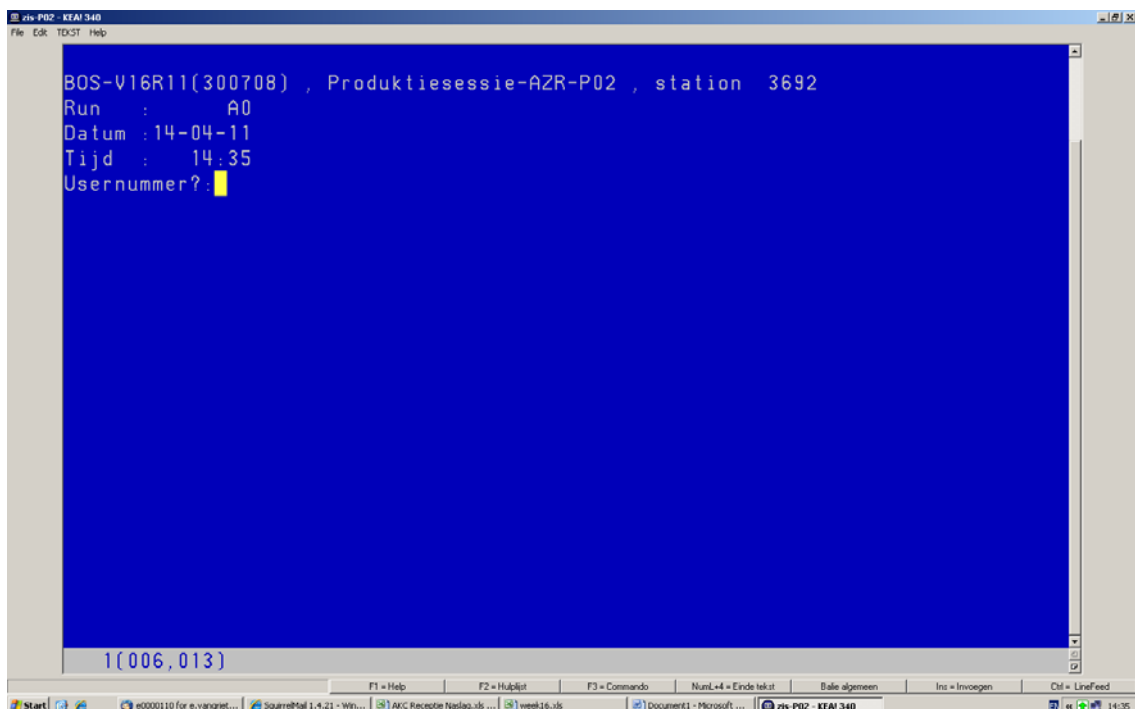 zis-P02 - KEA! 340
File Edit TEKST Help
BOS-V16R11(300708) , Produktiesessie-AZR-P02 , station 3692
Run : A0
Datum :14-04-11
Tijd : 14:35
Usernummer?:
1(006,013)
F1 = Help F2 = Hulplijst F3 = Commando NumL+4 = Einde tekst Balie algemeen Ins = Invoegen Ctrl = LineFeed
Start e0000110 for e.vangriet... SquirrelMail 1.4.21 - Win... AKC Receptie Naslag.xls ... week16.xls Document1 - Microsoft ... zis-P02 - KEA! 340 14:35